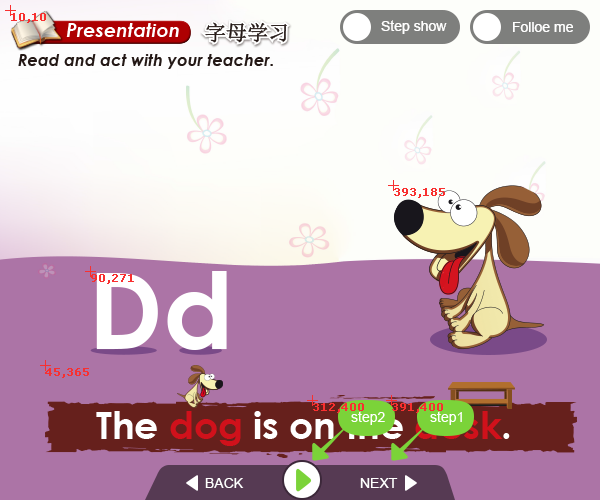 10,10
Presentation 字母学习
Step show
Folloe me
Read and act with your teacher.
393,185
90,271
Dd
45,365
312,400
391,400
step2
step1
The dog is on the desk.
BACK
NEXT